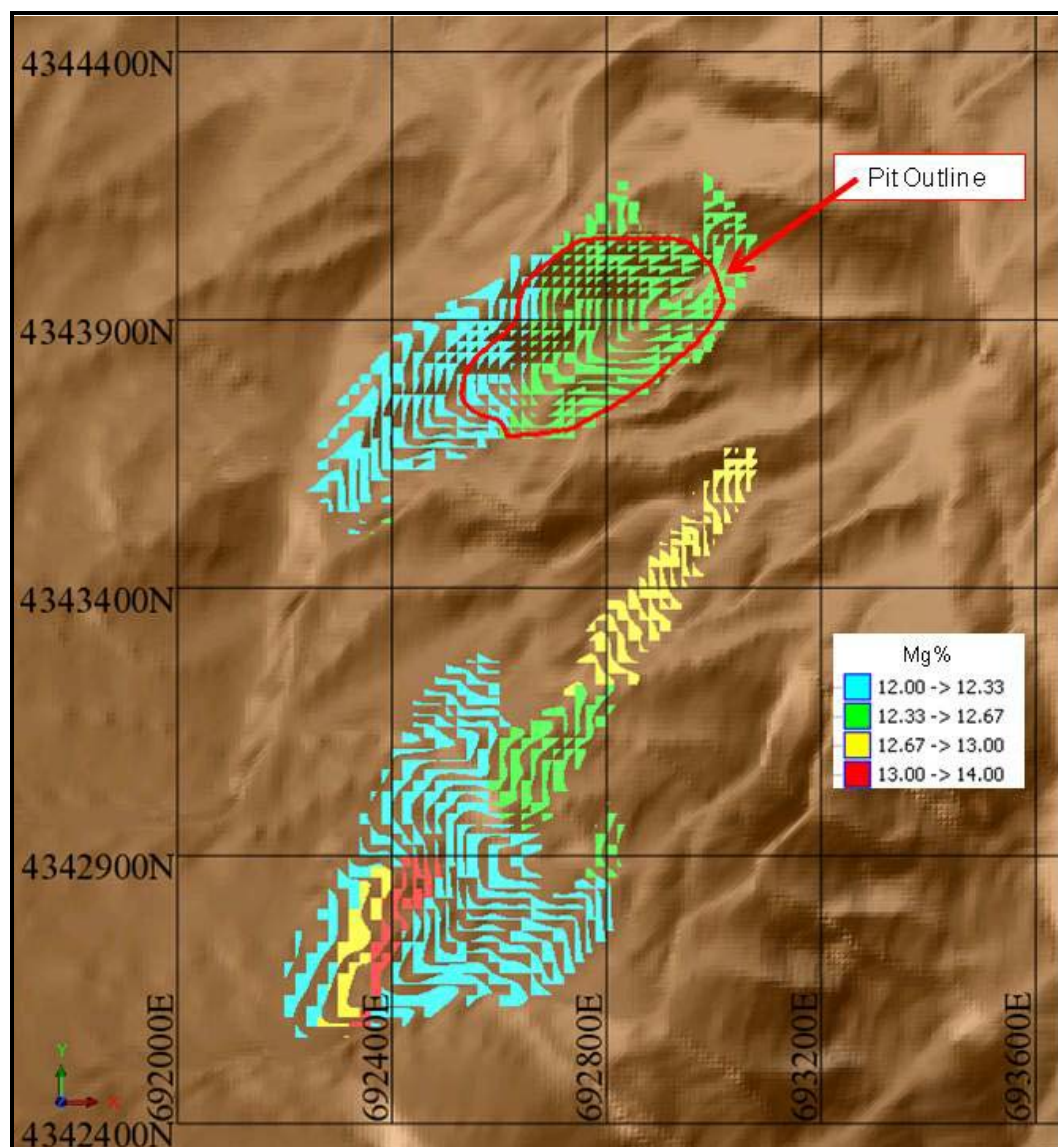 4344400N
Pit Outline
4343900N
4343400N
Mg%
12.00 -> 12.33
12.33 -> 12.67
12.67 -> 13.00
13.00 -> 14.00
4342900N
692000E
692400E
692800E
693200E
693600E
Y
X
4342400N